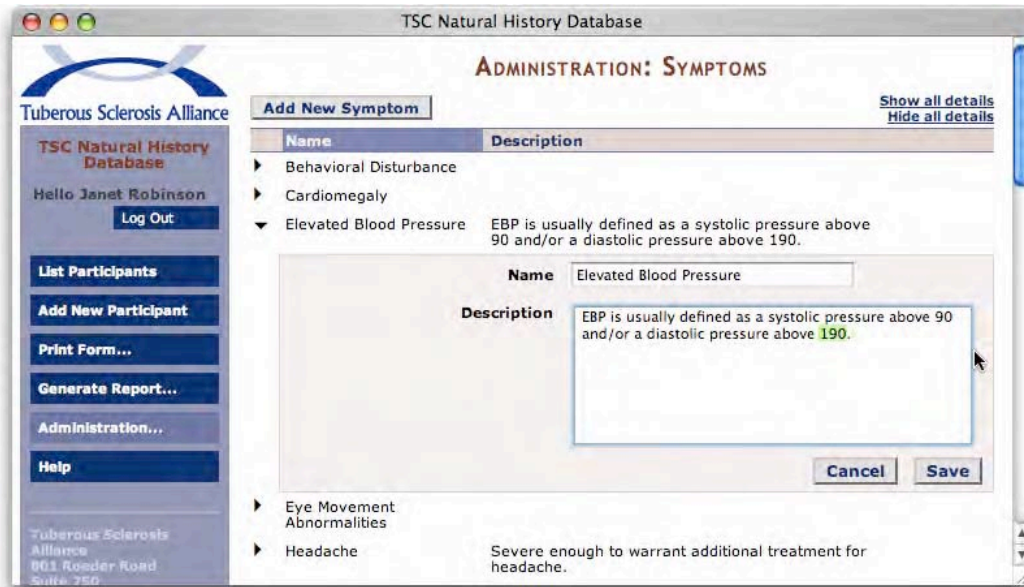 TSC Natural History Database
Tuberous Sclerosis Alliance
TSC Natural History
Database
Hello Janet Robinson
Log Out
List Participants
Add New Participant
Print Form...
Generate Report...
Administration...
Help
Tuberous Sclerosis
Alliance
801 Roeder Road
Suite 750
ADMINISTRATION: SYMPTOMS
Add New Symptom
Show all details
Hide all details
Name Description
Behavioral Disturbance
Cardiomegaly
Elevated Blood Pressure EBP is usually defined as a systolic pressure above
90 and/or a diastolic pressure above 190.
Name Elevated Blood Pressure
Description EBP is usually defined as a systolic pressure above 90
and/or a diastolic pressure above 190.
Cancel Save
Eye Movement
Abnormalities
Headache Severe enough to warrant additional treatment for
headache.